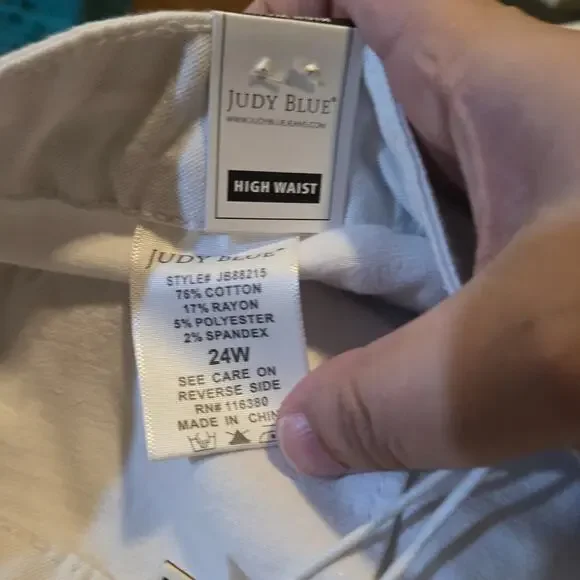 JUDY BLUE®
WWW.JUDYBLUEJEANS.COM
HIGH WAIST
JUDY BLUE
STYLE# JB88215
76% COTTON
17% RAYON
5% POLYESTER
2% SPANDEX
24W
SEE CARE ON
REVERSE SIDE
RN# 116380
MADE IN CHIN